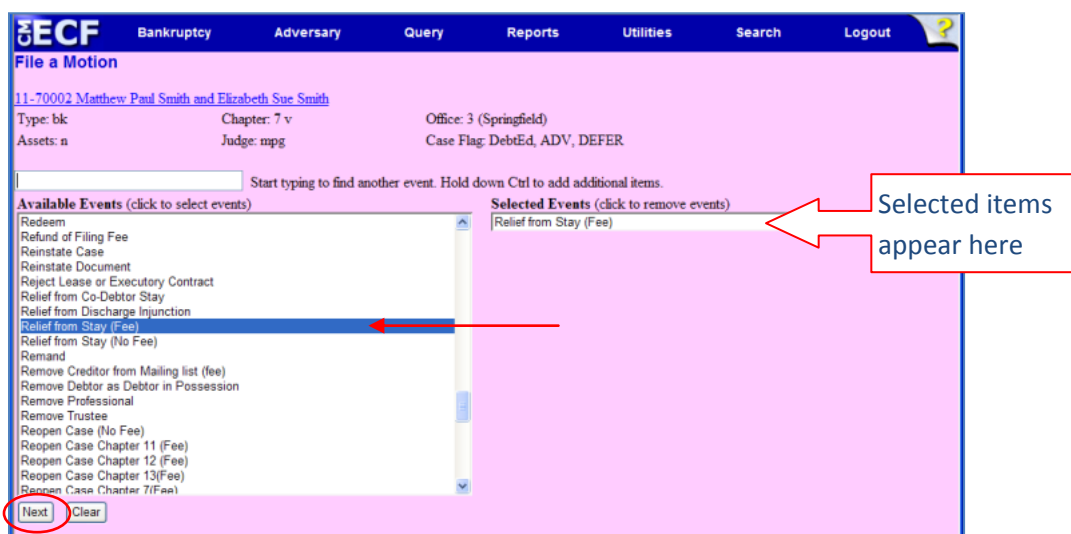 CM ECF Bankruptcy Adversary Query Reports Utilities Search Logout ?
File a Motion
11-70002 Matthew Paul Smith and Elizabeth Sue Smith
Type: bk Chapter: 7 v Office: 3 (Springfield)
Assets: n Judge: mpg Case Flag: DebtEd, ADV, DEFER
Start typing to find another event. Hold down Ctrl to add additional items.
Available Events (click to select events) Selected Events (click to remove events)
Redeem
Refund of Filing Fee
Reinstate Case
Reinstate Document
Reject Lease or Executory Contract
Relief from Co-Debtor Stay
Relief from Discharge Injunction
Relief from Stay (Fee)
Relief from Stay (No Fee)
Remand
Remove Creditor from Mailing list (fee)
Remove Debtor as Debtor in Possession
Remove Professional
Remove Trustee
Reopen Case (No Fee)
Reopen Case Chapter 11 (Fee)
Reopen Case Chapter 12 (Fee)
Reopen Case Chapter 13(Fee)
Reopen Case Chapter 7(Fee)
Relief from Stay (Fee)
Selected items
appear here
Next Clear